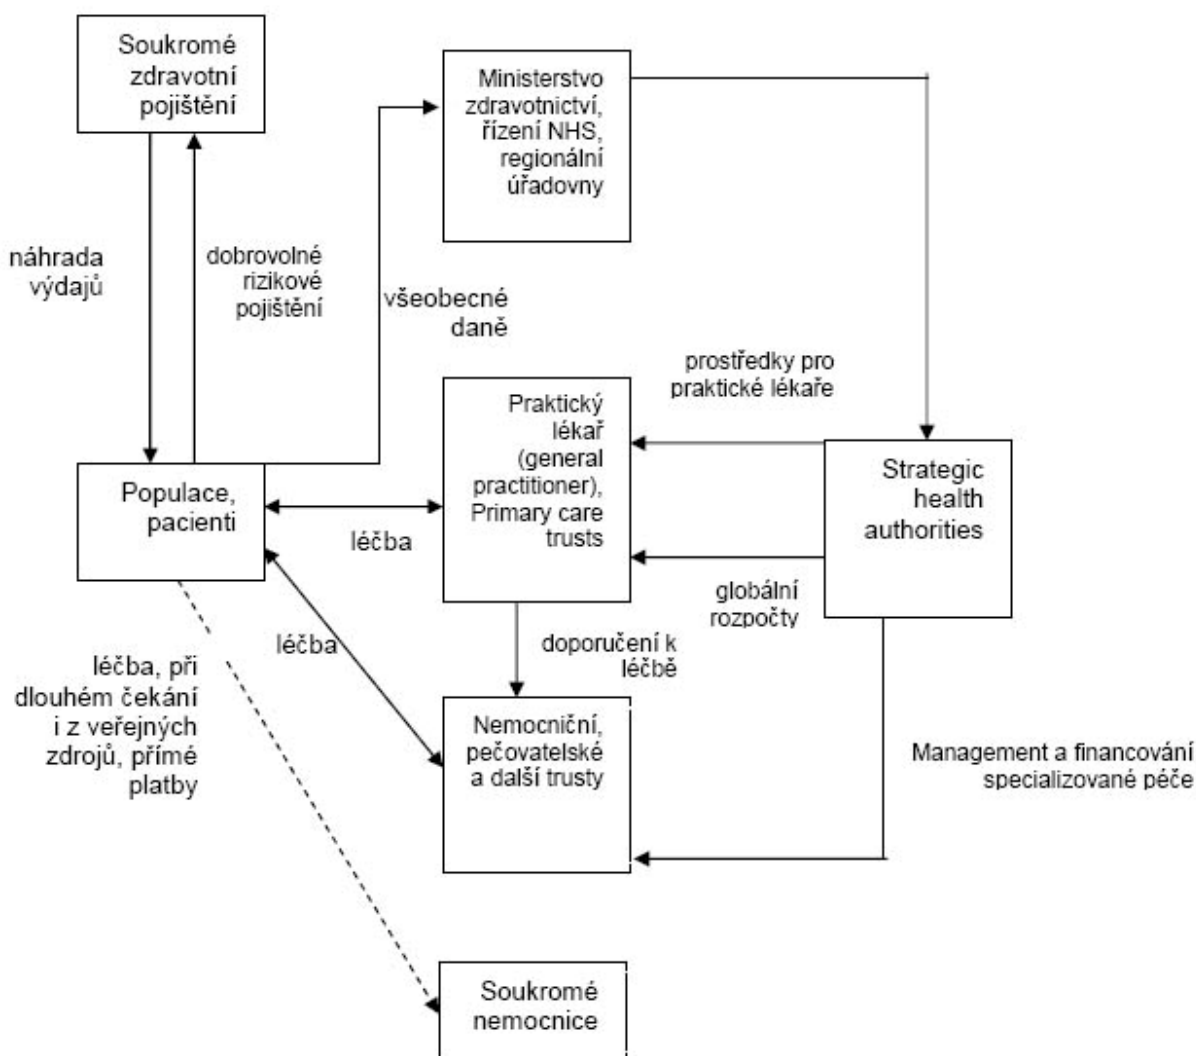 Soukromé
zdravotní
pojištění
Ministerstvo
zdravotnictví,
řízení NHS,
regionální
úřadovny
náhrada
výdajů
dobrovolné
rizikové
pojištění
všeobecné
daně
prostředky pro
praktické lékaře
Praktický
lékař
(general
practitioner),
Primary care
trusts
Strategic
health
authorities
Populace,
pacienti
léčba
globální
rozpočty
léčba
doporučení k
léčbě
léčba, při
dlouhém čekání
i z veřejných
zdrojů, přímé
platby
Nemocniční,
pečovatelské
a další trusty
Management a financování
specializované péče
Soukromé
nemocnice